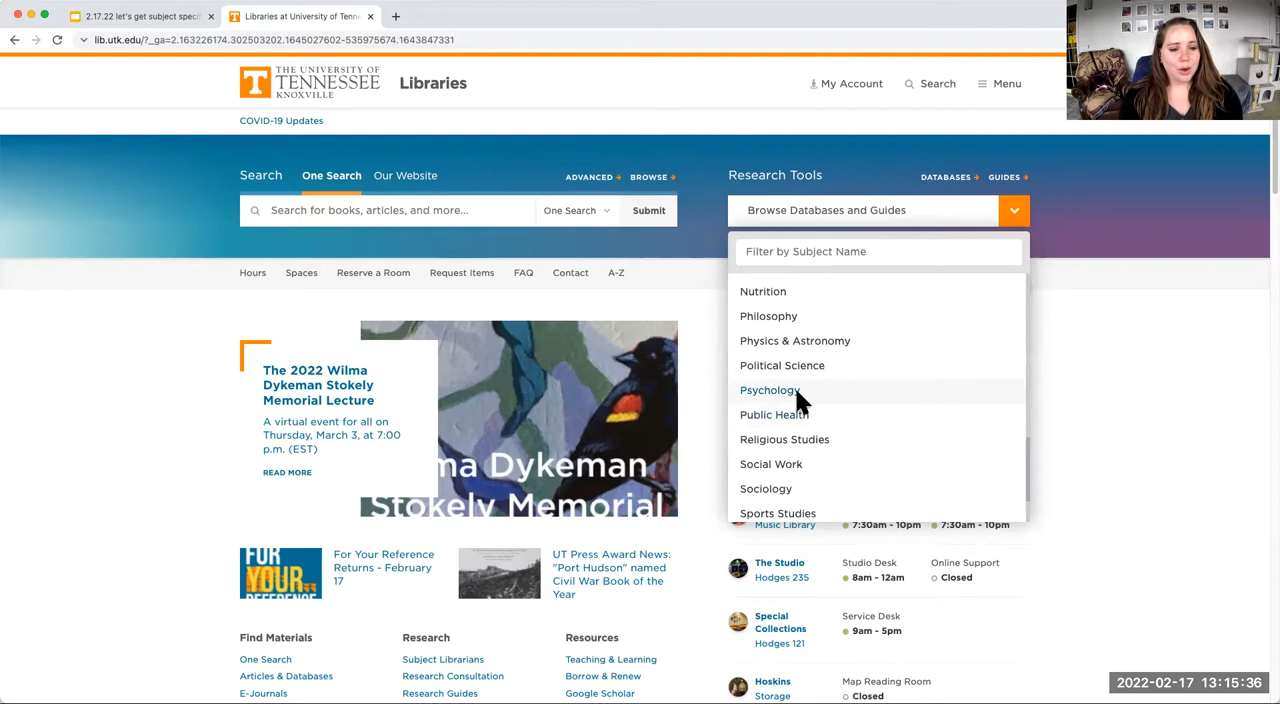 2.17.22 let's get subject speci
Libraries at University of Tenne
lib.utk.edu/?_ga=2.163226174.302503202.1645027602-535975674.1643847331
THE UNIVERSITY OF
TENNESSEE
KNOXVILLE
Libraries
My Account
Search
Menu
COVID-19 Updates
Search
One Search
Our Website
ADVANCED
BROWSE
Search for books, articles, and more...
One Search
Submit
Research Tools
DATABASES
GUIDES
Browse Databases and Guides
Filter by Subject Name
Nutrition
Philosophy
Physics & Astronomy
Political Science
Psychology
Public Health
Religious Studies
Social Work
Sociology
Sports Studies
Hours
Spaces
Reserve a Room
Request Items
FAQ
Contact
A-Z
The 2022 Wilma
Dykeman Stokely
Memorial Lecture
A virtual event for all on
Thursday, March 3, at 7:00
p.m. (EST)
READ MORE
ma Dykeman
Stokely Memorial
Music Library
7:30am - 10pm
7:30am - 10pm
FOR
YOUR
For Your Reference
Returns - February
17
UT Press Award News:
"Port Hudson" named
Civil War Book of the
Year
The Studio
Hodges 235
Studio Desk
8am - 12am
Online Support
Closed
Special
Collections
Hodges 121
Service Desk
9am - 5pm
Hoskins
Storage
Map Reading Room
Closed
Find Materials
One Search
Articles & Databases
E-Journals
Research
Subject Librarians
Research Consultation
Research Guides
Resources
Teaching & Learning
Borrow & Renew
Google Scholar
2022-02-17 13:15:36